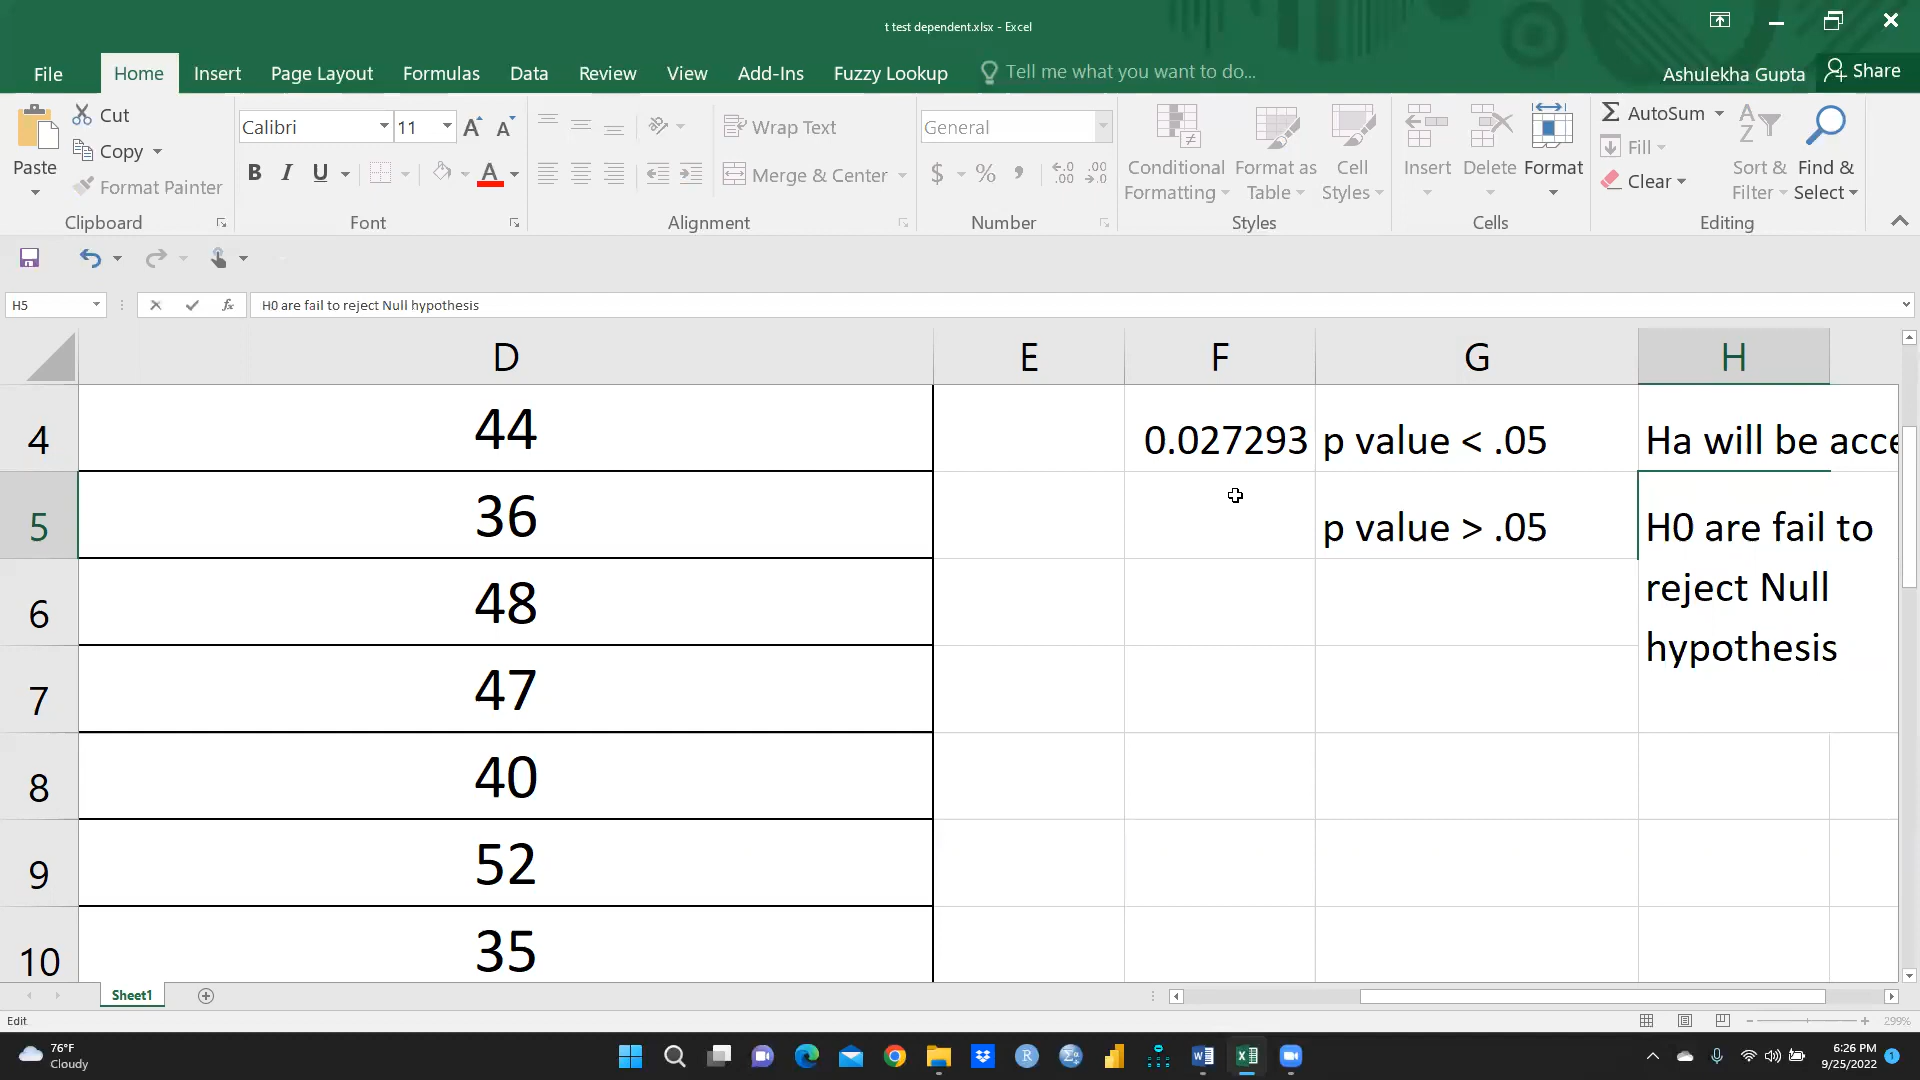 t test dependent.xlsx - Excel
File Home Insert Page Layout Formulas Data Review View Add-Ins Fuzzy Lookup Tell me what you want to do... Ashulekha Gupta Share
Paste
Cut
Copy
Format Painter
Clipboard
Calibri 11
B I U A
Font
Wrap Text
Merge & Center
Alignment
General
$ %
Number
Conditional Formatting
Format as Table
Cell Styles
Styles
Insert Delete Format
Cells
AutoSum
Fill
Clear
Sort & Filter
Find & Select
Editing
H5 fx H0 are fail to reject Null hypothesis
D E F G H
4 44 0.027293 p value < .05 Ha will be acce
5 36 p value > .05 H0 are fail to
6 48 reject Null
7 47 hypothesis
8 40
9 52
10 35
Sheet1
Edit 299%
76°F
Cloudy
6:26 PM
9/25/2022
1